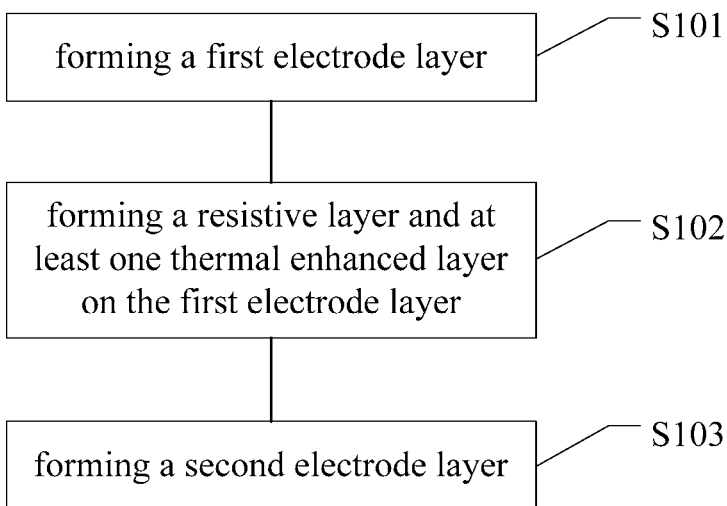 forming a first electrode layer
S101
forming a resistive layer and at
least one thermal enhanced layer
on the first electrode layer
S102
forming a second electrode layer
S103